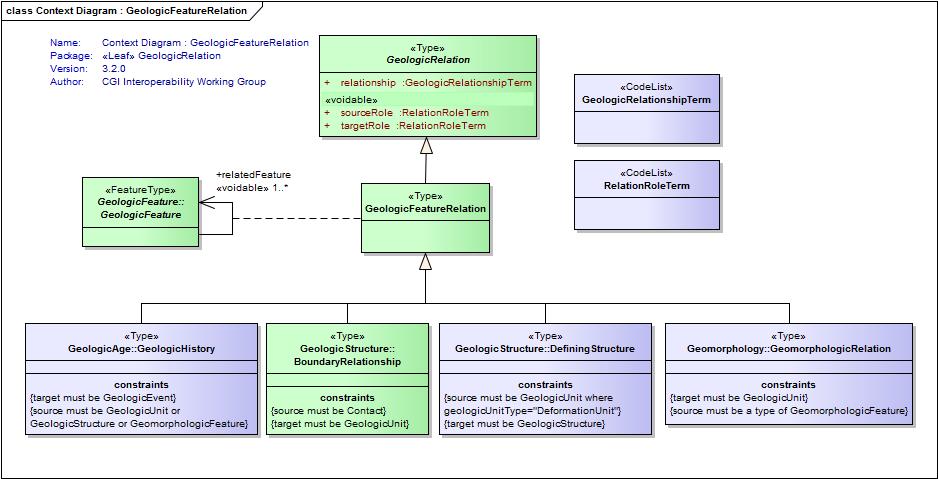 class Context Diagram : GeologicFeatureRelation
Name: Context Diagram : GeologicFeatureRelation
Package: «Leaf» GeologicRelation
Version: 3.2.0
Author: CGI Interoperability Working Group
«Type»
GeologicRelation
+ relationship :GeologicRelationshipTerm
«voidable»
+ sourceRole :RelationRoleTerm
+ targetRole :RelationRoleTerm
«CodeList»
GeologicRelationshipTerm
«CodeList»
RelationRoleTerm
+relatedFeature
«voidable» 1..*
«FeatureType»
GeologicFeature::
GeologicFeature
«Type»
GeologicFeatureRelation
«Type»
GeologicAge::GeologicHistory
constraints
{target must be GeologicEvent}
{source must be GeologicUnit or
GeologicStructure or GeomorphologicFeature}
«Type»
GeologicStructure::
BoundaryRelationship
constraints
{source must be Contact}
{target must be GeologicUnit}
«Type»
GeologicStructure::DefiningStructure
constraints
{source must be GeologicUnit where
geologicUnitType="DeformationUnit"}
{target must be GeologicStructure}
«Type»
Geomorphology::GeomorphologicRelation
constraints
{target must be GeologicUnit}
{source must be a type of GeomorphologicFeature}